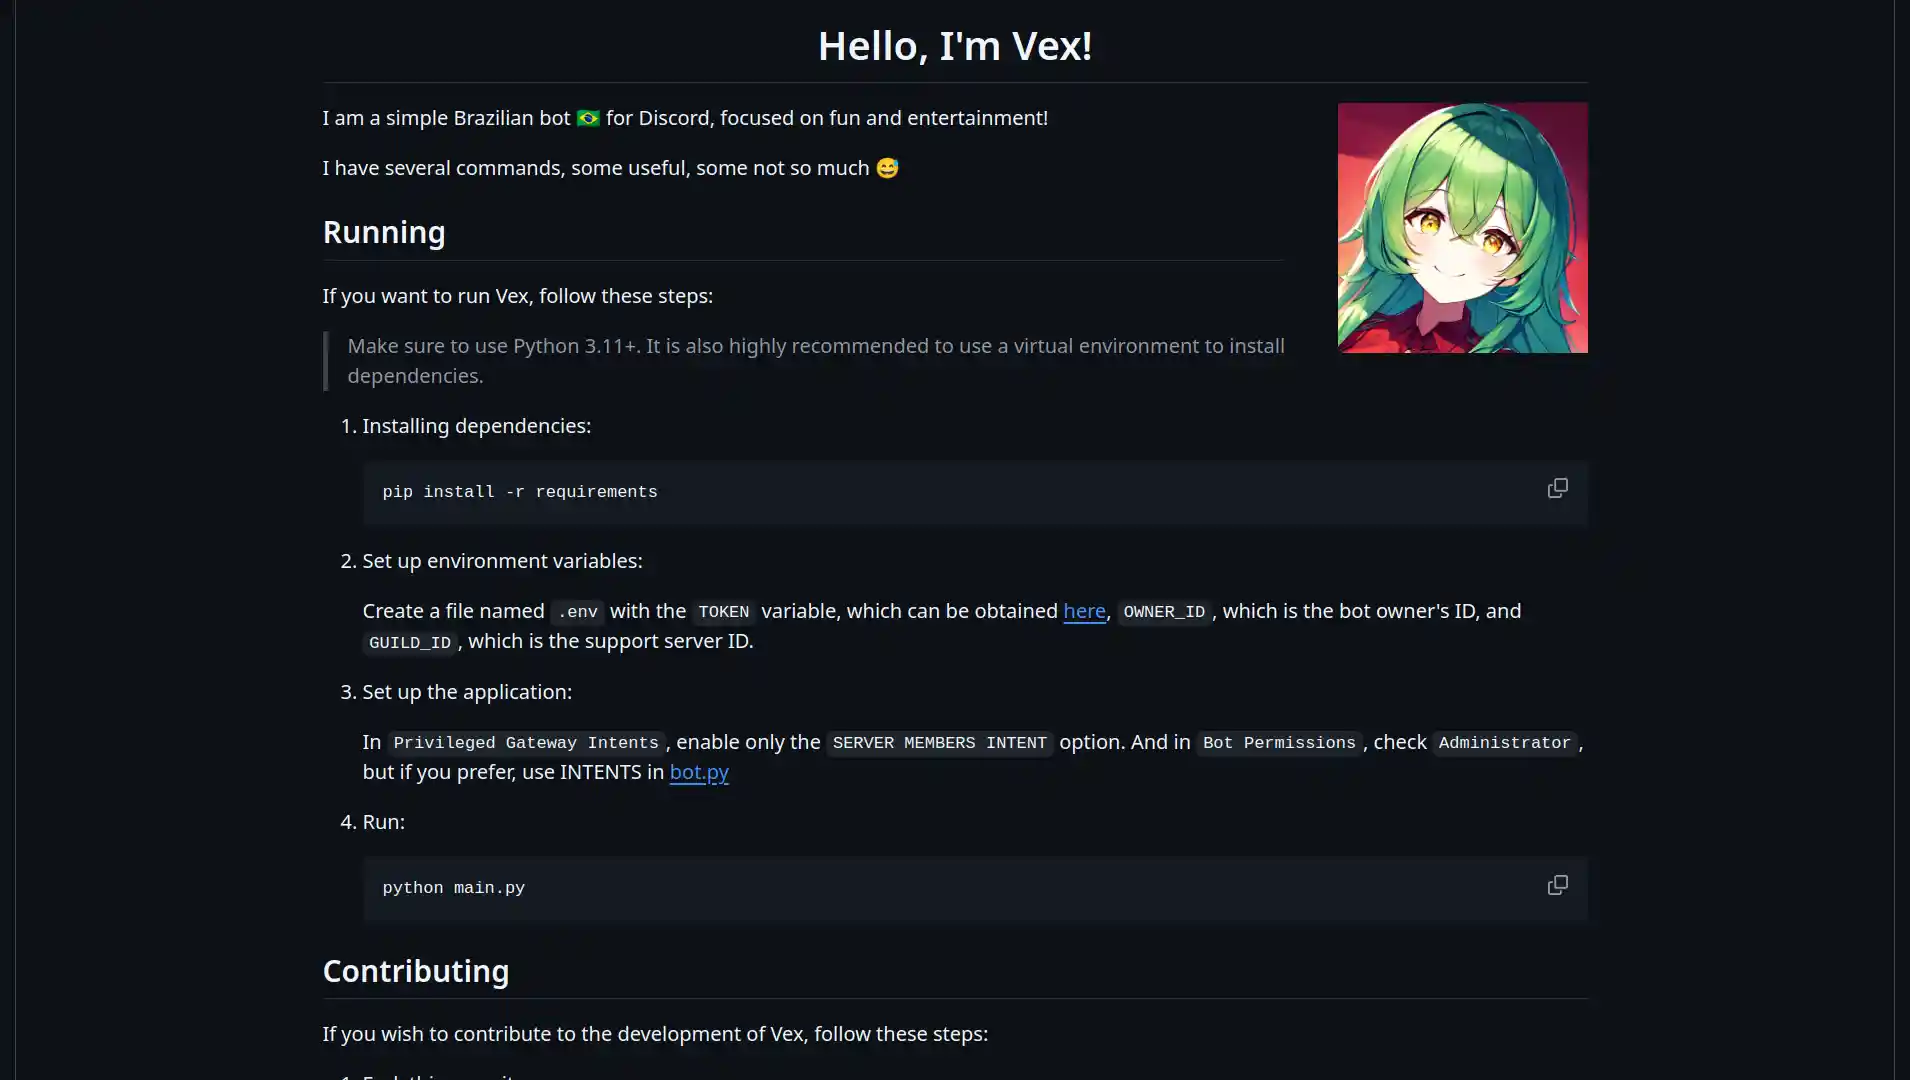 Hello, I'm Vex!
I am a simple Brazilian bot 🇧🇷 for Discord, focused on fun and entertainment!
I have several commands, some useful, some not so much 😅
Running
If you want to run Vex, follow these steps:
Make sure to use Python 3.11+. It is also highly recommended to use a virtual environment to install
dependencies.
1. Installing dependencies:
pip install -r requirements
2. Set up environment variables:
Create a file named .env with the TOKEN variable, which can be obtained here, OWNER_ID, which is the bot owner's ID, and
GUILD_ID, which is the support server ID.
3. Set up the application:
In Privileged Gateway Intents, enable only the SERVER MEMBERS INTENT option. And in Bot Permissions, check Administrator,
but if you prefer, use INTENTS in bot.py
4. Run:
python main.py
Contributing
If you wish to contribute to the development of Vex, follow these steps: